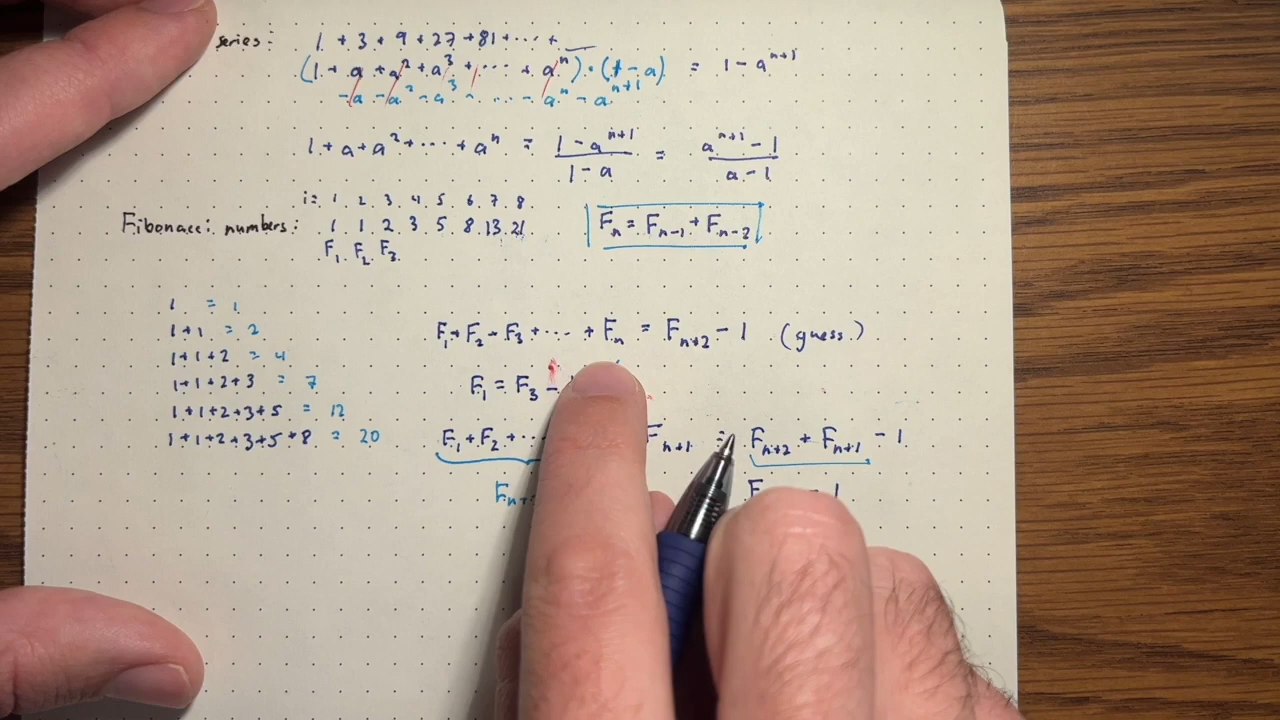 series: 1 + 3 + 9 + 27 + 81 + ... +
(1 + a + a² + a³ + ... + aⁿ) · (1 - a) = 1 - aⁿ⁺¹
- a - a² - a³ - ... - aⁿ - aⁿ⁺¹
1 + a + a² + ... + aⁿ = (1 - aⁿ⁺¹)/(1 - a) = (aⁿ⁺¹ - 1)/(a - 1)
i = 1 2 3 4 5 6 7 8
Fibonacci numbers: 1 1 2 3 5 8 13 21 Fₙ = Fₙ₋₁ + Fₙ₋₂
F₁ F₂ F₃
1 = 1
1+1 = 2
1+1+2 = 4
1+1+2+3 = 7
1+1+2+3+5 = 12
1+1+2+3+5+8 = 20
F₁ + F₂ + F₃ + ... + Fₙ = Fₙ₊₂ - 1 (guess)
F₁ = F₃ -
F₁ + F₂ + ... Fₙ₊₁ = Fₙ₊₂ + Fₙ₊₁ - 1
- 1